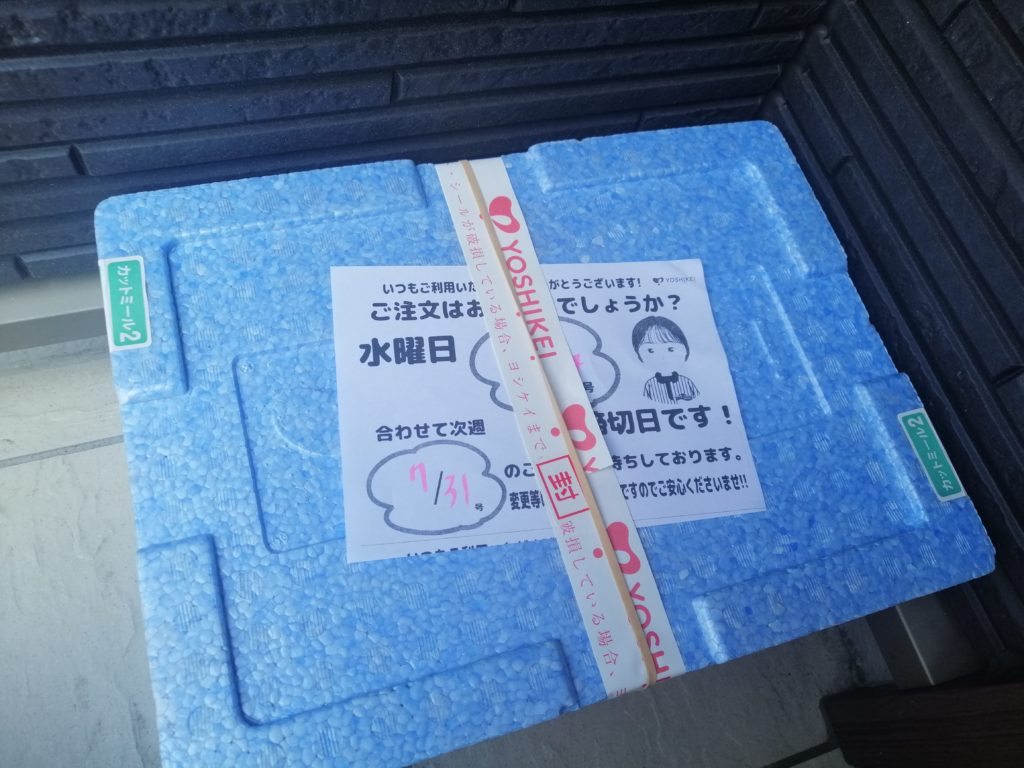 カットミール2
、シールが破損している場合、ヨシケイまで、
封
破損している場合、ヨ
YOSHIKEI
Y
YOSH
いつもご利用いた
がとうございます!
YOSHIKEI
ご注文はお
でしょうか?
水曜日
号
締切日です!
合わせて次週
7/31
号
のご
待ちしております。
変更等
ですのでご安心くださいませ!!
カットミール2